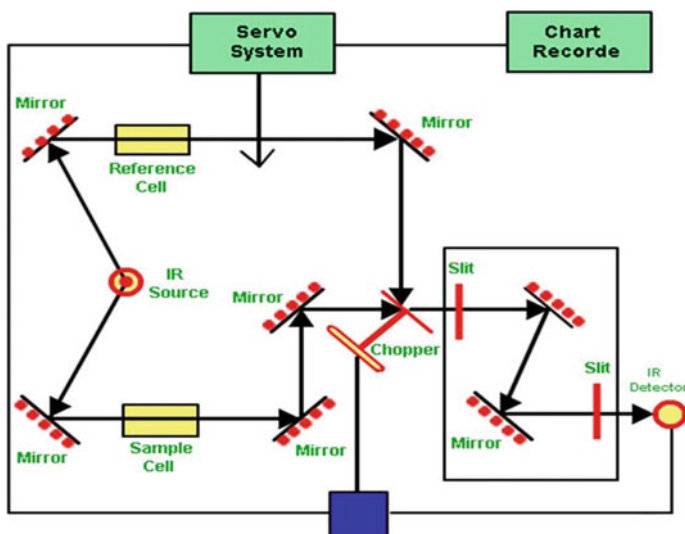 Servo
System
Chart
Recorde
Mirror
Mirror
Reference
Cell
IR
Source
Mirror
Slit
Chopper
Slit
IR
Detector
Mirror
Sample
Cell
Mirror
Mirror